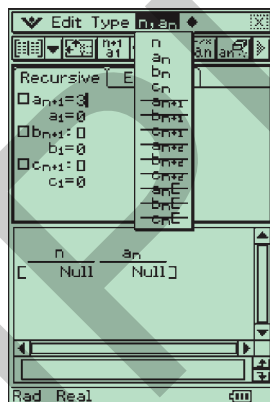 Edit Type n,an ◆
Recursive
n
an
bn
cn
an+1
bn+1
cn+1
an+2
bn+2
cn+2
anE
bnE
cnE
an+1=3
a1=0
bn+1:
b1=0
cn+1:
c1=0
n an
[ Null Null ]
Rad Real